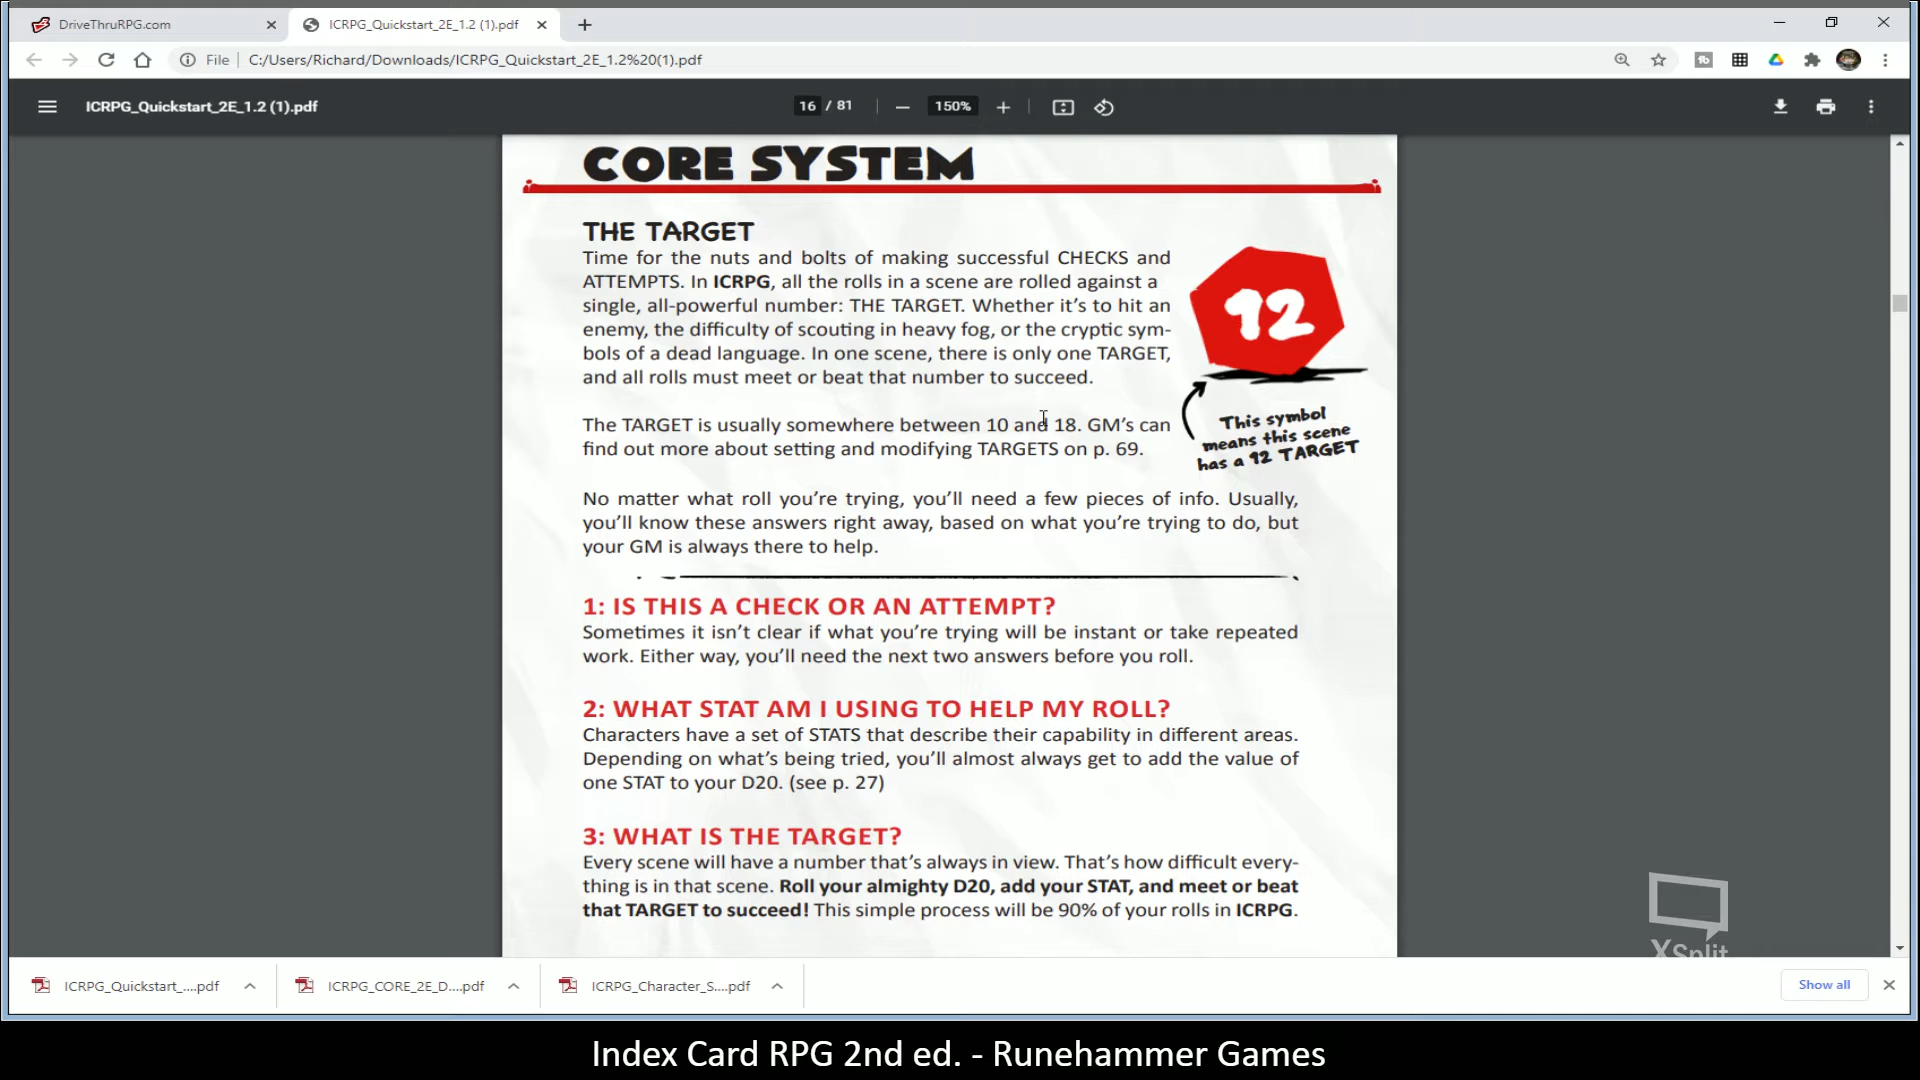 DriveThruRPG.com
ICRPG_Quickstart_2E_1.2 (1).pdf
File
C:/Users/Richard/Downloads/ICRPG_Quickstart_2E_1.2%20(1).pdf
ICRPG_Quickstart_2E_1.2 (1).pdf
16 / 81
150%
CORE SYSTEM
THE TARGET
Time for the nuts and bolts of making successful CHECKS and
ATTEMPTS. In ICRPG, all the rolls in a scene are rolled against a
single, all-powerful number: THE TARGET. Whether it's to hit an
enemy, the difficulty of scouting in heavy fog, or the cryptic sym-
bols of a dead language. In one scene, there is only one TARGET,
and all rolls must meet or beat that number to succeed.
12
This symbol
means this scene
has a 12 TARGET
The TARGET is usually somewhere between 10 and 18. GM's can
find out more about setting and modifying TARGETS on p. 69.
No matter what roll you're trying, you'll need a few pieces of info. Usually,
you'll know these answers right away, based on what you're trying to do, but
your GM is always there to help.
1: IS THIS A CHECK OR AN ATTEMPT?
Sometimes it isn't clear if what you're trying will be instant or take repeated
work. Either way, you'll need the next two answers before you roll.
2: WHAT STAT AM I USING TO HELP MY ROLL?
Characters have a set of STATS that describe their capability in different areas.
Depending on what's being tried, you'll almost always get to add the value of
one STAT to your D20. (see p. 27)
3: WHAT IS THE TARGET?
Every scene will have a number that's always in view. That's how difficult every-
thing is in that scene. Roll your almighty D20, add your STAT, and meet or beat
that TARGET to succeed! This simple process will be 90% of your rolls in ICRPG.
XSplit
ICRPG_Quickstart_....pdf
ICRPG_CORE_2E_D....pdf
ICRPG_Character_S....pdf
Show all
Index Card RPG 2nd ed. - Runehammer Games